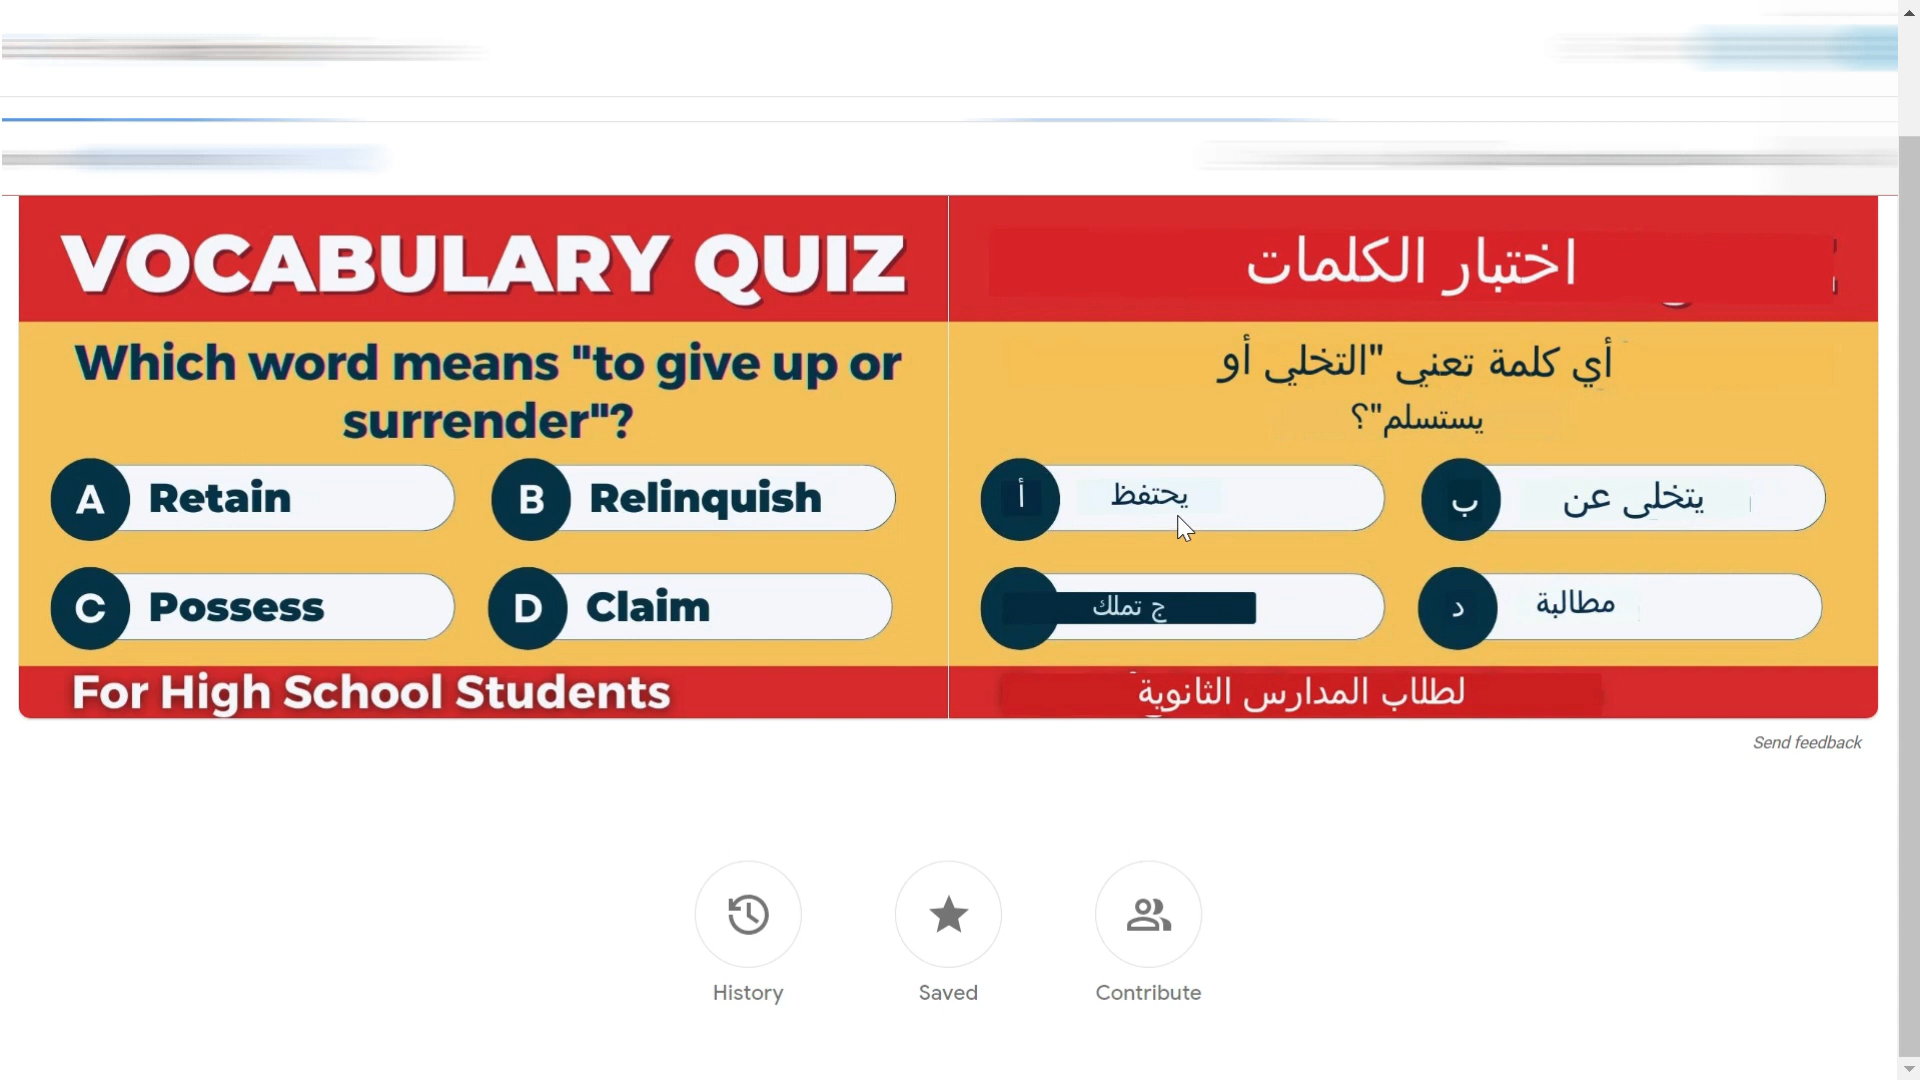 VOCABULARY QUIZ
Which word means "to give up or
surrender"?
A Retain
B Relinquish
C Possess
D Claim
For High School Students
اختبار الكلمات
أي كلمة تعني "التخلي أو
يستسلم"؟
أ يحتفظ
ب يتخلى عن
ج تملك
د مطالبة
لطلاب المدارس الثانوية
Send feedback
History
Saved
Contribute